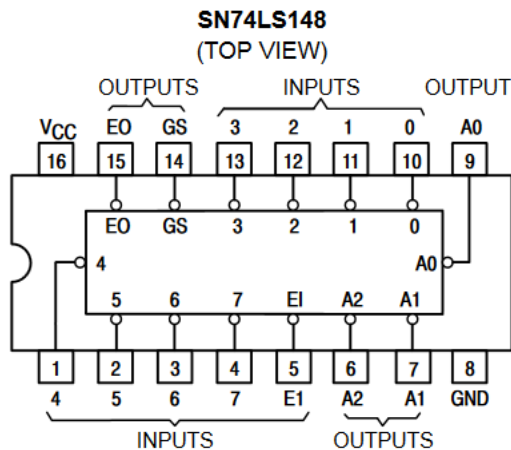 SN74LS148
(TOP VIEW)
OUTPUTS INPUTS OUTPUT
VCC EO GS 3 2 1 0 A0
16 15 14 13 12 11 10 9
EO GS 3 2 1 0
4 A0
5 6 7 EI A2 A1
1 2 3 4 5 6 7 8
4 5 6 7 E1 A2 A1 GND
INPUTS OUTPUTS